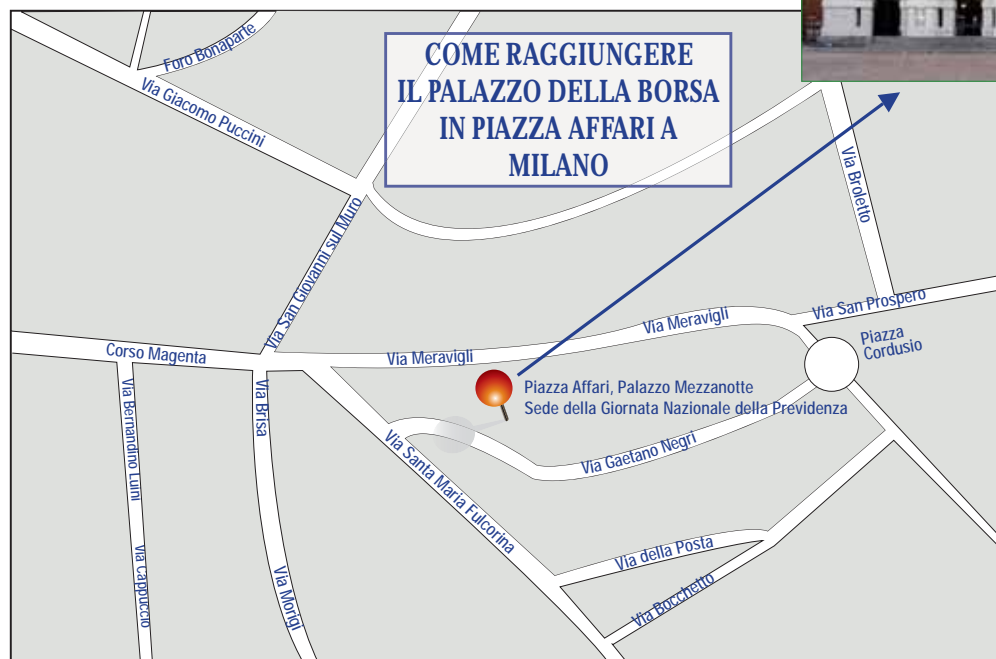 COME RAGGIUNGERE
IL PALAZZO DELLA BORSA
IN PIAZZA AFFARI A
MILANO
Foro Bonaparte
Via Giacomo Puccini
Via San Giovanni sul Muro
Via Broletto
Via San Prospero
Via Meravigli
Piazza
Cordusio
Corso Magenta
Via Meravigli
Piazza Affari, Palazzo Mezzanotte
Sede della Giornata Nazionale della Previdenza
Via Bernandino Luini
Via Brisa
Via Santa Maria Fulcorina
Via Gaetano Negri
Via Cappuccio
Via Morigi
Via della Posta
Via Bocchetto